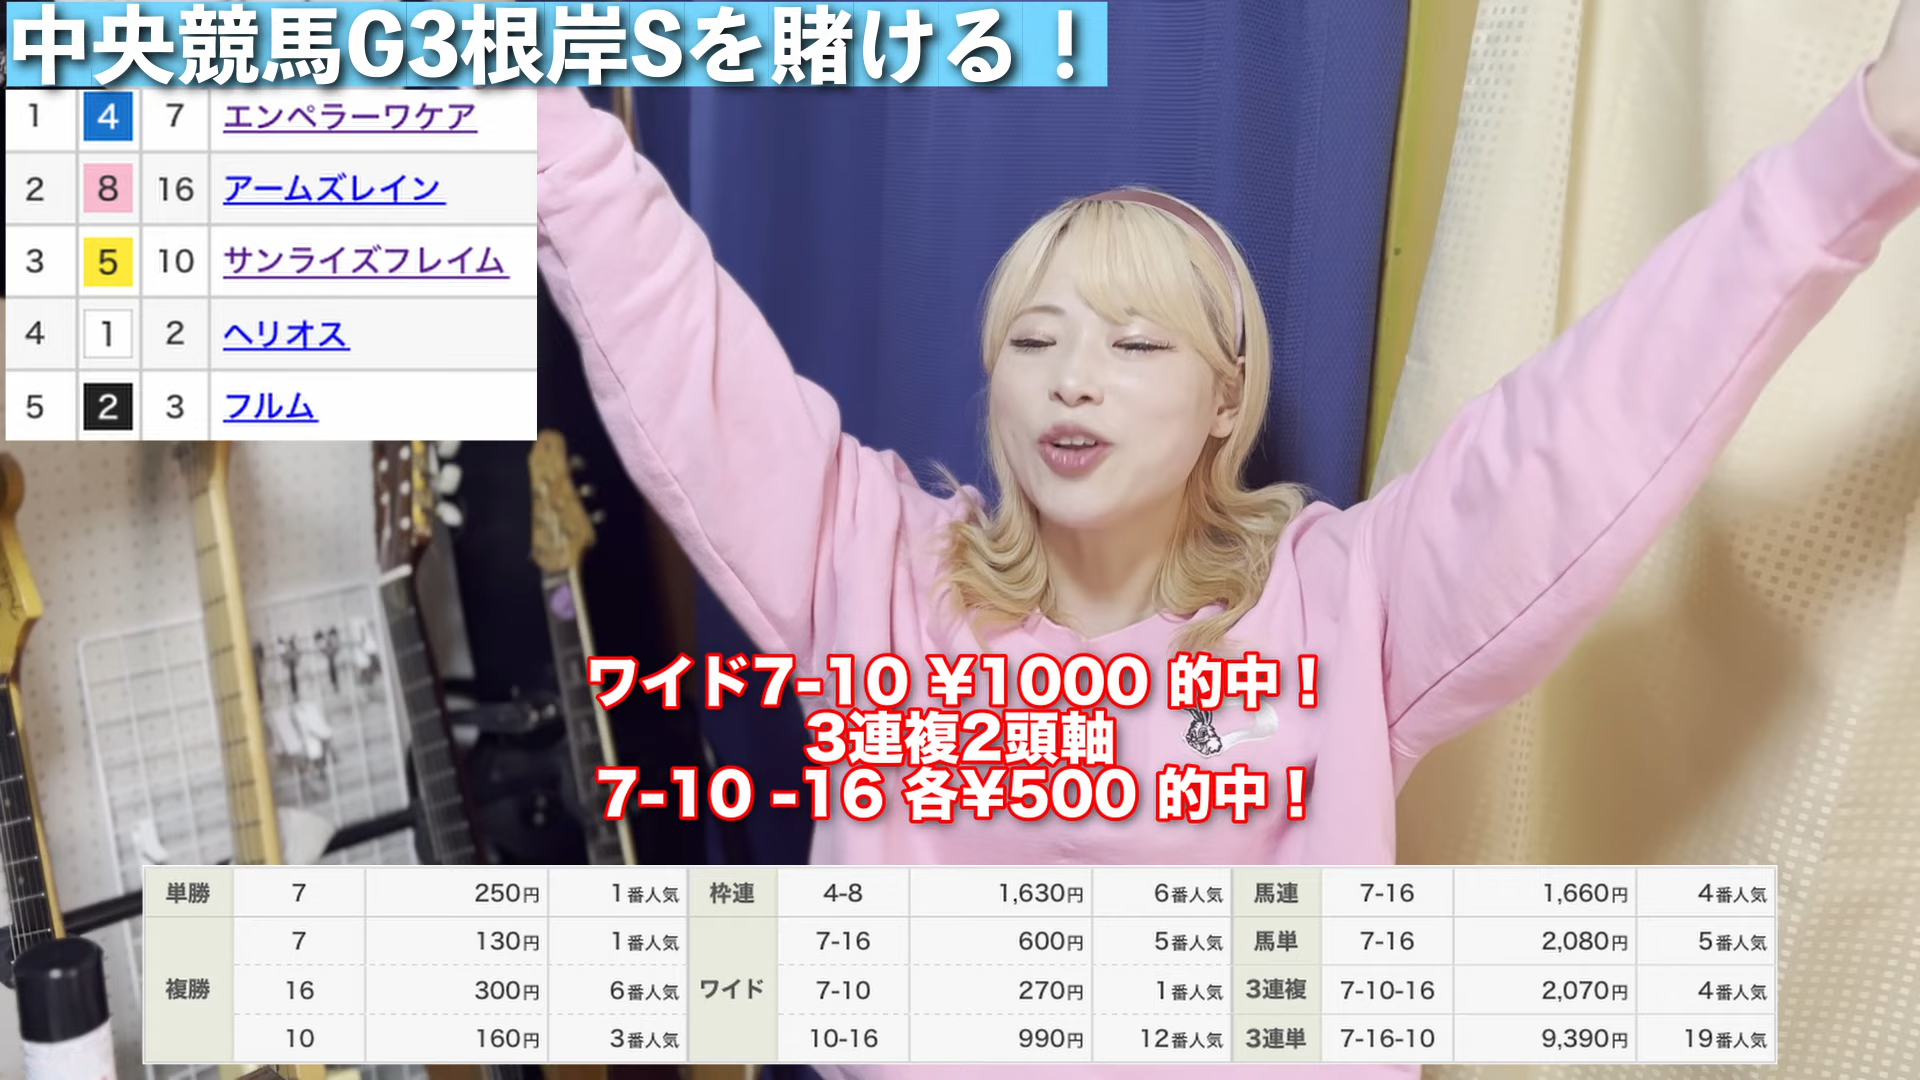 中央競馬G3根岸Sを賭ける！
1 4 7 エンペラーワケア
2 8 16 アームズレイン
3 5 10 サンライズフレイム
4 1 2 ヘリオス
5 2 3 フルム
ワイド7-10 ¥1000 的中！
3連複2頭軸
7-10 -16 各¥500 的中！
単勝 7 250円 1番人気 枠連 4-8 1,630円 6番人気 馬連 7-16 1,660円 4番人気
7 130円 1番人気 7-16 600円 5番人気 馬単 7-16 2,080円 5番人気
複勝 16 300円 6番人気 ワイド 7-10 270円 1番人気 3連複 7-10-16 2,070円 4番人気
10 160円 3番人気 10-16 990円 12番人気 3連単 7-16-10 9,390円 19番人気